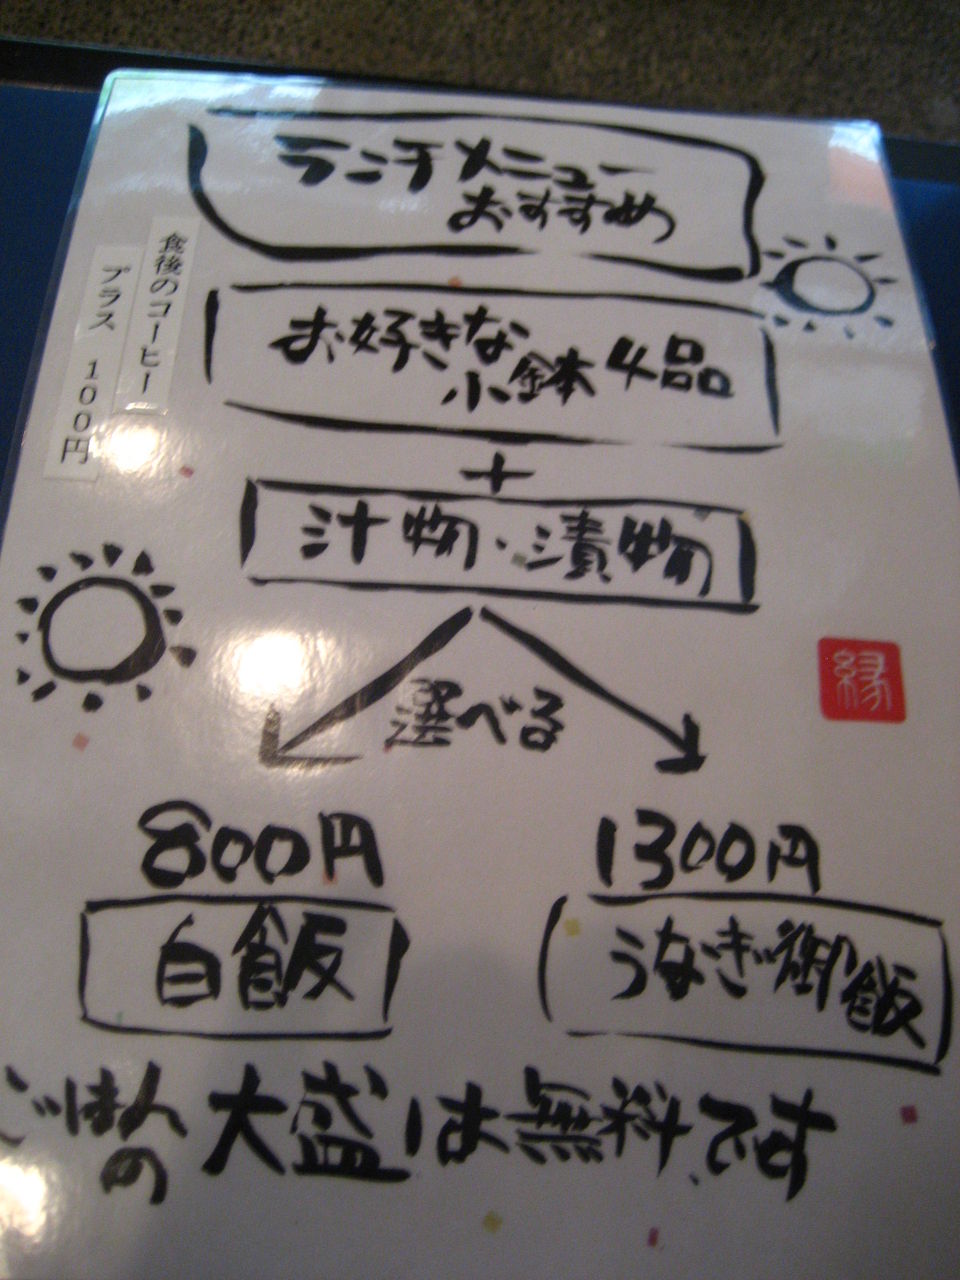 ランチメニュー
おすすめ
お好きな
小鉢4品
+
汁物・漬物
選べる
800円
白飯
1300円
うなぎ御飯
ごはんの
大盛は無料です
食後のコーヒー
プラス 100円
縁